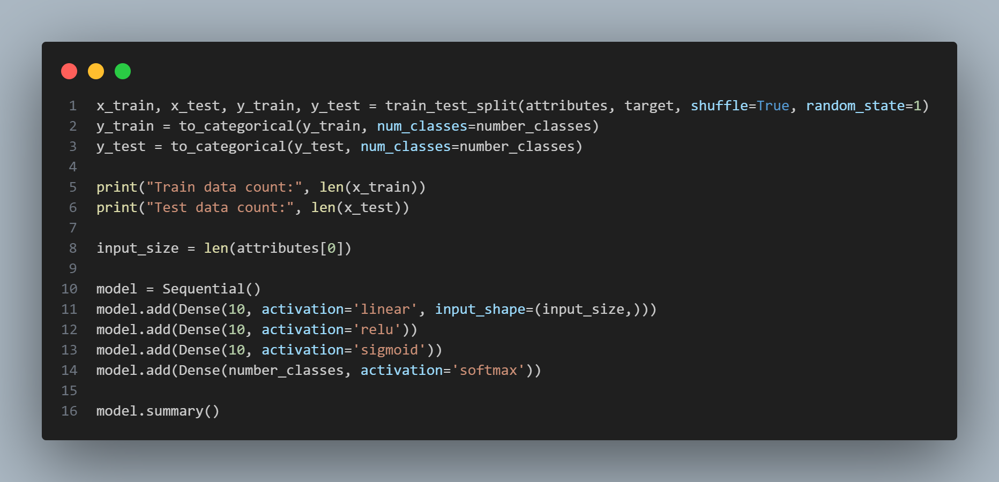 1 x_train, x_test, y_train, y_test = train_test_split(attributes, target, shuffle=True, random_state=1)
2 y_train = to_categorical(y_train, num_classes=number_classes)
3 y_test = to_categorical(y_test, num_classes=number_classes)
4
5 print("Train data count:", len(x_train))
6 print("Test data count:", len(x_test))
7
8 input_size = len(attributes[0])
9
10 model = Sequential()
11 model.add(Dense(10, activation='linear', input_shape=(input_size,)))
12 model.add(Dense(10, activation='relu'))
13 model.add(Dense(10, activation='sigmoid'))
14 model.add(Dense(number_classes, activation='softmax'))
15
16 model.summary()